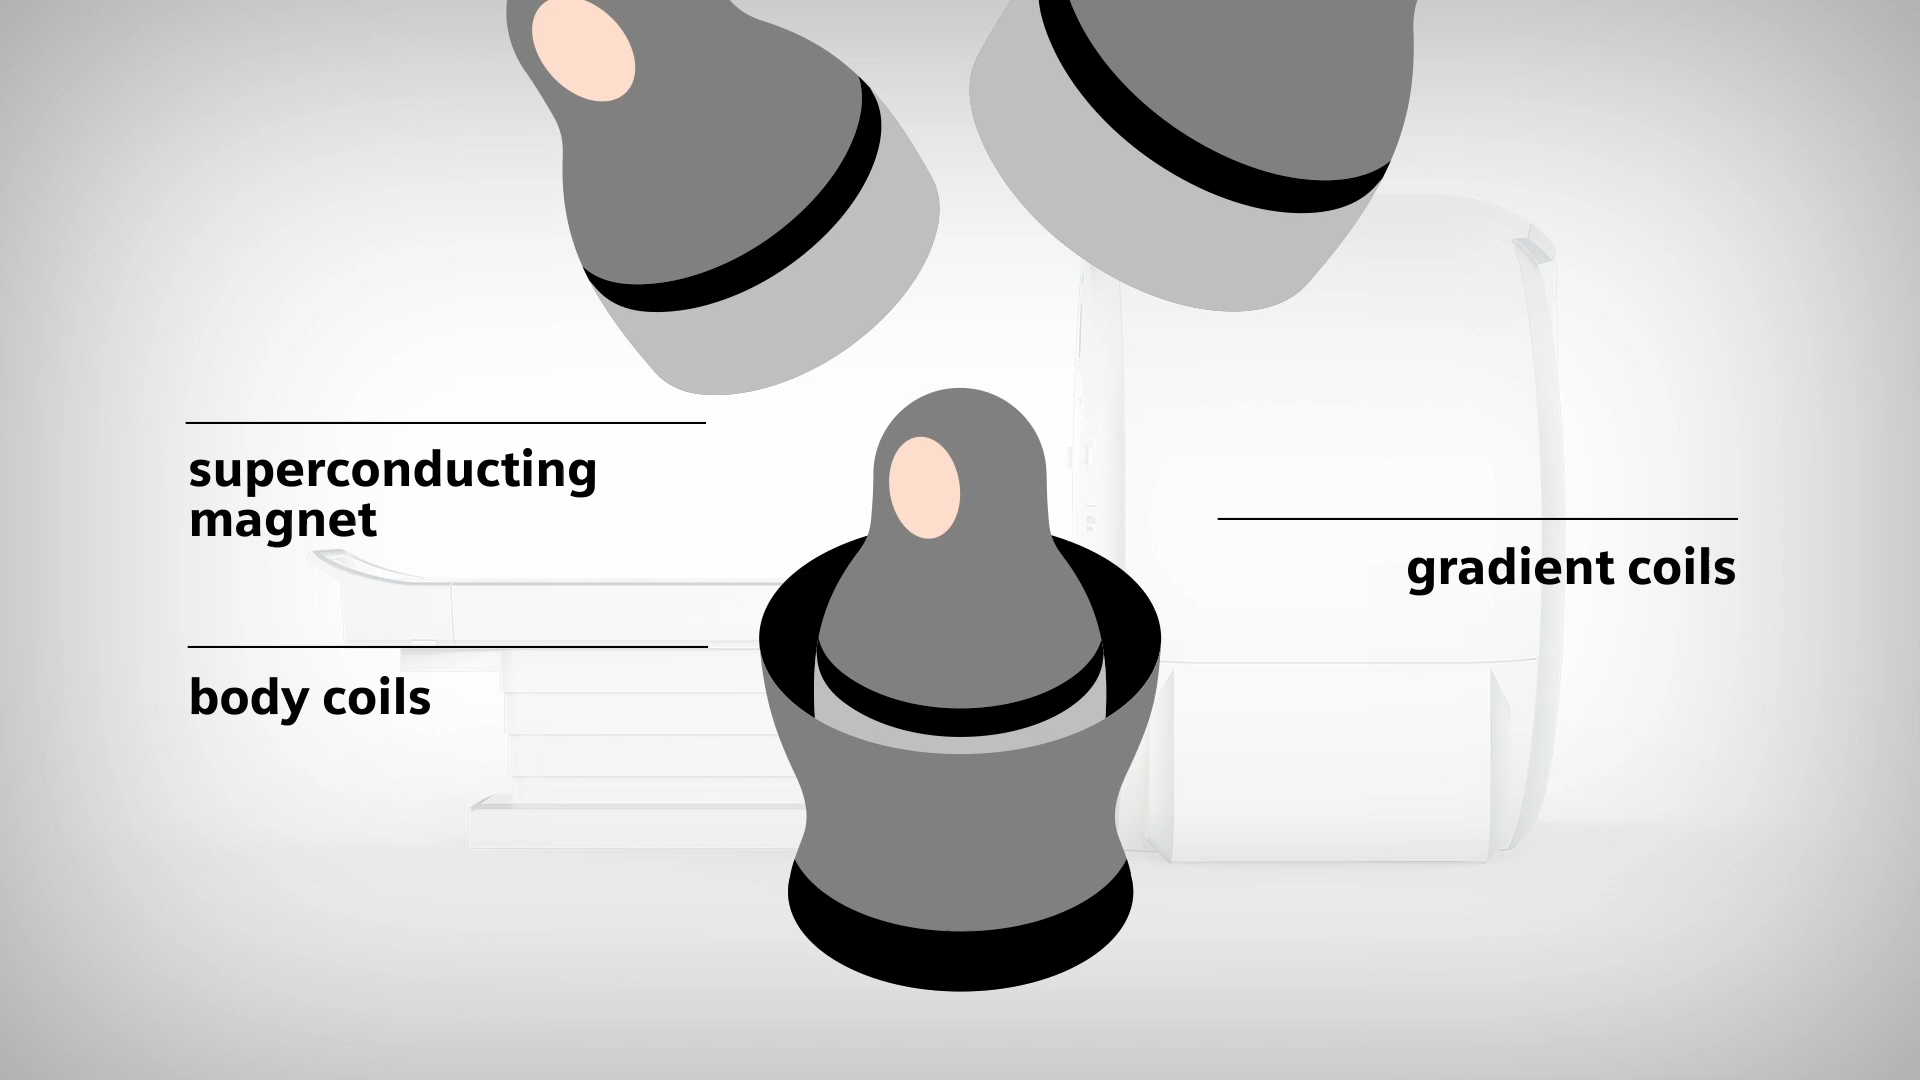 superconducting
magnet
body coils
gradient coils